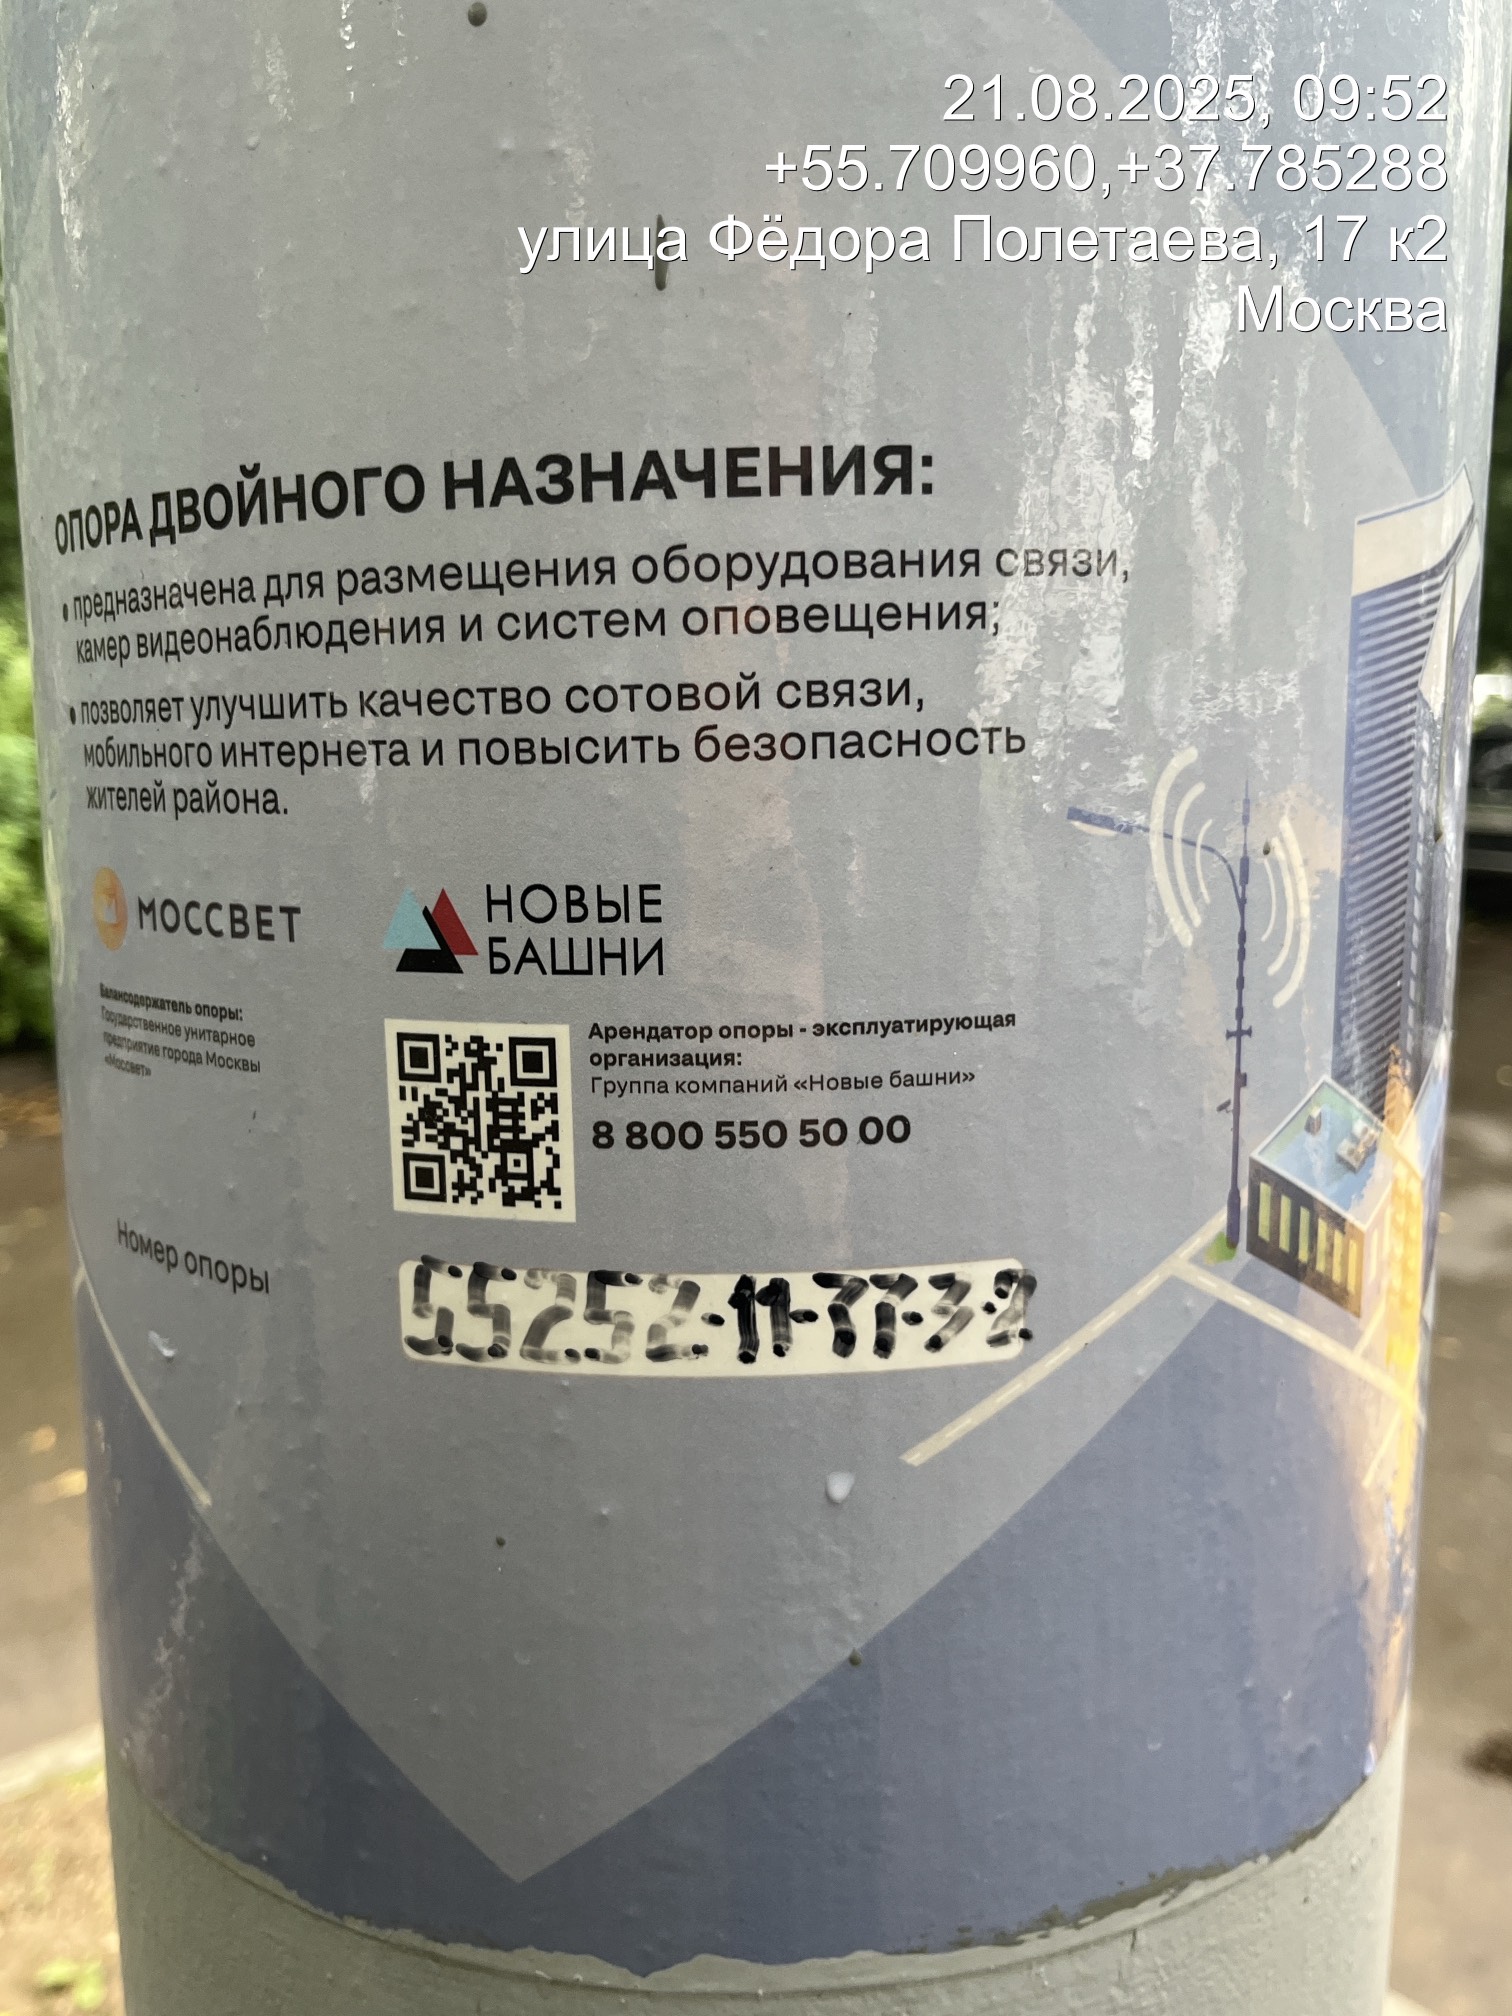 21.08.2025, 09:52
+55.709960,+37.785288
улица Фёдора Полетаева, 17 к2
Москва
ОПОРА ДВОЙНОГО НАЗНАЧЕНИЯ:
• предназначена для размещения оборудования связи,
камер видеонаблюдения и систем оповещения;
• позволяет улучшить качество сотовой связи,
мобильного интернета и повысить безопасность
жителей района.
МОССВЕТ
Балансодержатель опоры:
Государственное унитарное
предприятие города Москвы
«Моссвет»
НОВЫЕ
БАШНИ
Арендатор опоры - эксплуатирующая
организация:
Группа компаний «Новые башни»
8 800 550 50 00
Номер опоры
55252-11-77-3-2